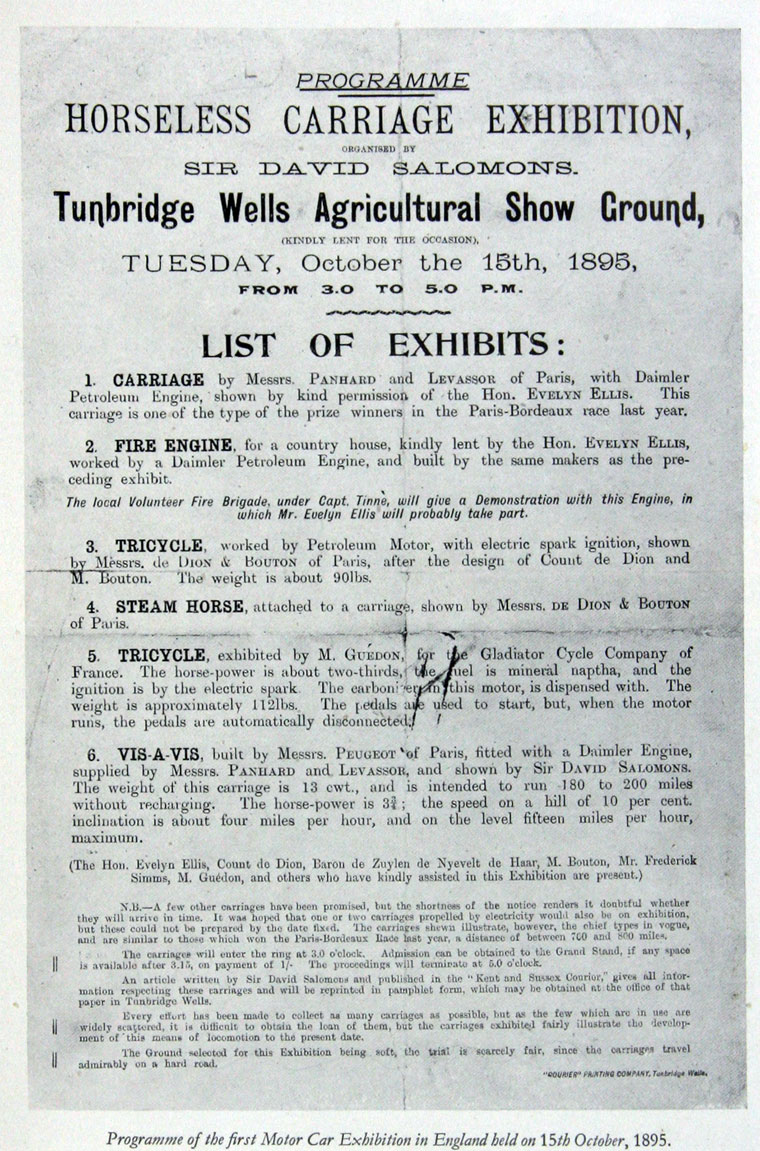 PROGRAMME
HORSELESS CARRIAGE EXHIBITION,
ORGANISED BY
SIR DAVID SALOMONS.
Tunbridge Wells Agricultural Show Ground,
(KINDLY LENT FOR THE OCCASION),
TUESDAY, October the 15th, 1895,
FROM 3.0 TO 5.0 P.M.
LIST OF EXHIBITS:
1. CARRIAGE by Messrs. PANHARD and LEVASSOR of Paris, with Daimler
Petroleum Engine, shown by kind permission of the Hon. EVELYN ELLIS. This
carriage is one of the type of the prize winners in the Paris-Bordeaux race last year.
2. FIRE ENGINE, for a country house, kindly lent by the Hon. EVELYN ELLIS,
worked by a Daimler Petroleum Engine, and built by the same makers as the pre-
ceding exhibit.
The local Volunteer Fire Brigade, under Capt. Tinne, will give a Demonstration with this Engine, in
which Mr. Evelyn Ellis will probably take part.
3. TRICYCLE, worked by Petroleum Motor, with electric spark ignition, shown
by Messrs. de DION & BOUTON of Paris, after the design of Count de Dion and
M. Bouton. The weight is about 90lbs.
4. STEAM HORSE, attached to a carriage, shown by Messrs. DE DION & BOUTON
of Paris.
5. TRICYCLE, exhibited by M. GUÉDON, for the Gladiator Cycle Company of
France. The horse-power is about two-thirds, the fuel is mineral naptha, and the
ignition is by the electric spark. The in this motor, is dispensed with. The
weight is approximately 112lbs. The pedals are used to start, but, when the motor
runs, the pedals are automatically disconnected.
6. VIS-A-VIS, built by Messrs. PEUGEOT of Paris, fitted with a Daimler Engine,
supplied by Messrs. PANHARD and LEVASSOR, and shown by Sir DAVID SALOMONS.
The weight of this carriage is 13 cwt., and is intended to run 180 to 200 miles
without recharging. The horse-power is 3¾; the speed on a hill of 10 per cent.
inclination is about four miles per hour, and on the level fifteen miles per hour,
maximum.
(The Hon. Evelyn Ellis, Count de Dion, Baron de Zuylen de Nyevelt de Haar, M. Bouton, Mr. Frederick
Simms, M. Guédon, and others who have kindly assisted in this Exhibition are present.)
N.B.—A few other carriages have been promised, but the shortness of the notice renders it doubtful whether
they will arrive in time. It was hoped that one or two carriages propelled by electricity would also be on exhibition,
but these could not be prepared by the date fixed. The carriages shewn illustrate, however, the chief types in vogue,
and are similar to those which won the Paris-Bordeaux Race last year, a distance of between 700 and 800 miles.
The carriages will enter the ring at 3.0 o'clock. Admission can be obtained to the Grand Stand, if any space
is available after 3.15, on payment of 1/- The proceedings will terminate at 5.0 o'clock.
An article written by Sir David Salomons and published in the "Kent and Sussex Courier," gives all infor-
mation respecting these carriages and will be reprinted in pamphlet form, which may be obtained at the office of that
paper in Tunbridge Wells.
Every effort has been made to collect as many carriages as possible, but as the few which are in use are
widely scattered, it is difficult to obtain the loan of them, but the carriages exhibited fairly illustrate the develop-
ment of this means of locomotion to the present date.
The Ground selected for this Exhibition being soft, the trial is scarcely fair, since the carriages travel
admirably on a hard road.
"COURIER" PRINTING COMPANY, Tunbridge Wells.
Programme of the first Motor Car Exhibition in England held on 15th October, 1895.